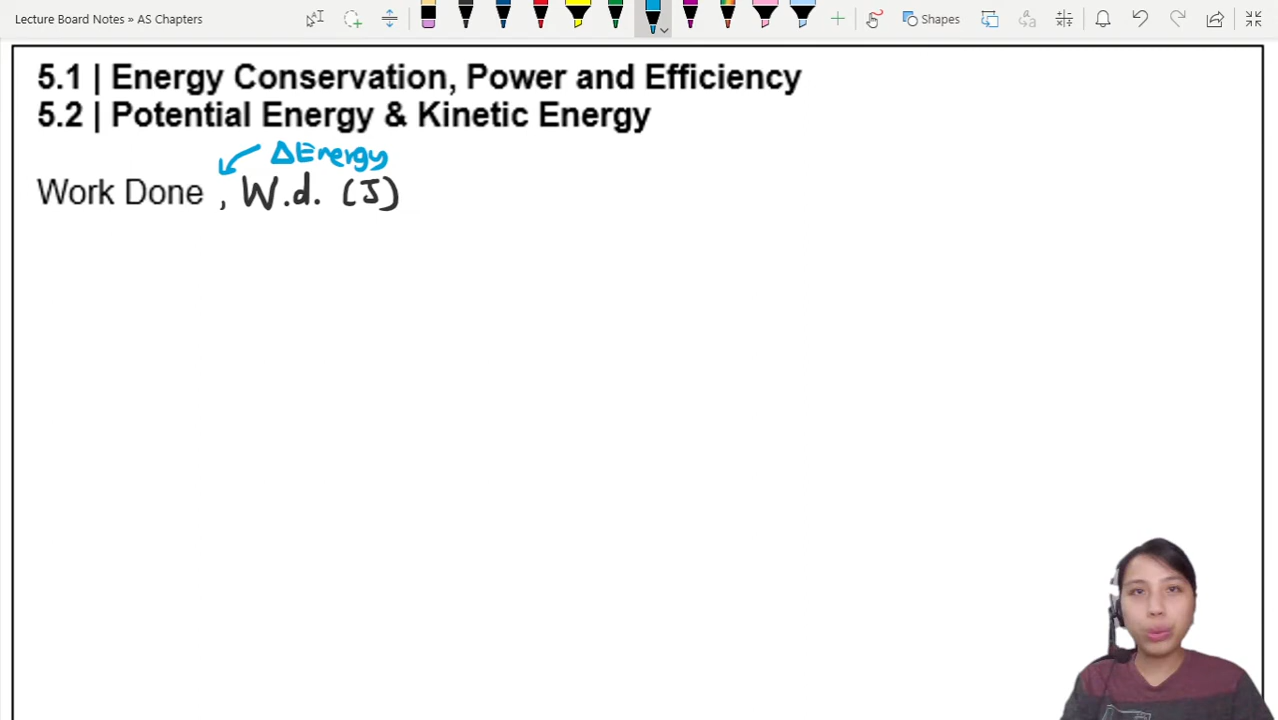 Lecture Board Notes » AS Chapters
Shapes
5.1 | Energy Conservation, Power and Efficiency
5.2 | Potential Energy & Kinetic Energy
ΔEnergy
Work Done , W.d. (J)